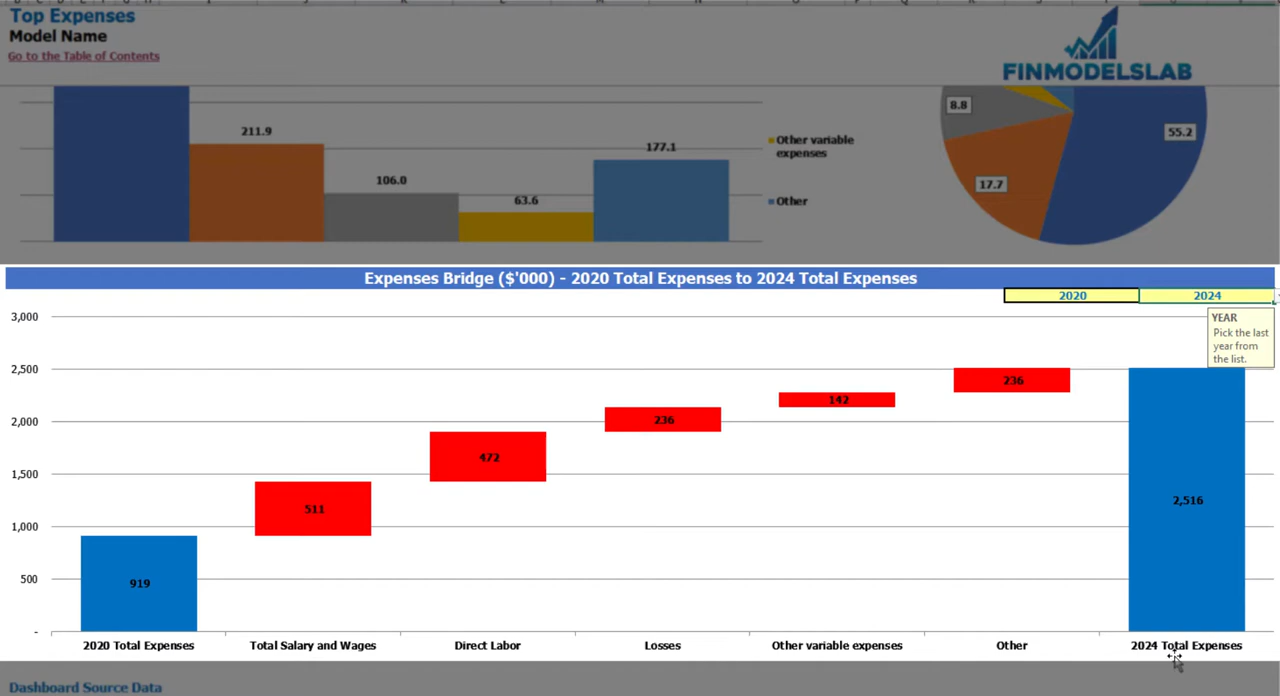 Top Expenses
Model Name
Go to the Table of Contents
FINMODELSLAB
211.9
106.0
63.6
177.1
Other variable
expenses
Other
8.8
17.7
55.2
Expenses Bridge ($'000) - 2020 Total Expenses to 2024 Total Expenses
2020
2024
YEAR
Pick the last
year from
the list.
3,000
2,500
2,000
1,500
1,000
500
-
919
511
472
236
142
236
2,516
2020 Total Expenses
Total Salary and Wages
Direct Labor
Losses
Other variable expenses
Other
2024 Total Expenses
Dashboard Source Data